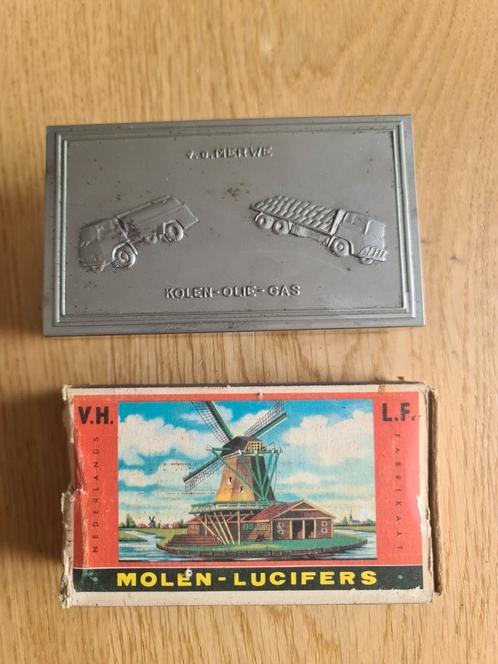 v.d.MERWE
KOLEN-OLIE-GAS
V.H.
L.F.
NEDERLANDS
FABRIKAAT
MOLEN-LUCIFERS